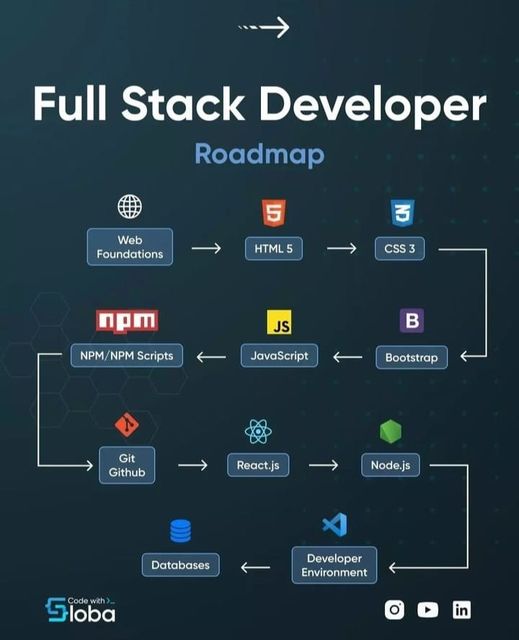 Full Stack Developer
Roadmap
Web
Foundations
5
HTML 5
3
CSS 3
B
Bootstrap
JS
JavaScript
npm
NPM/NPM Scripts
Git
Github
React.js
Node.js
Developer
Environment
Databases
Code with >_
Sloba
in